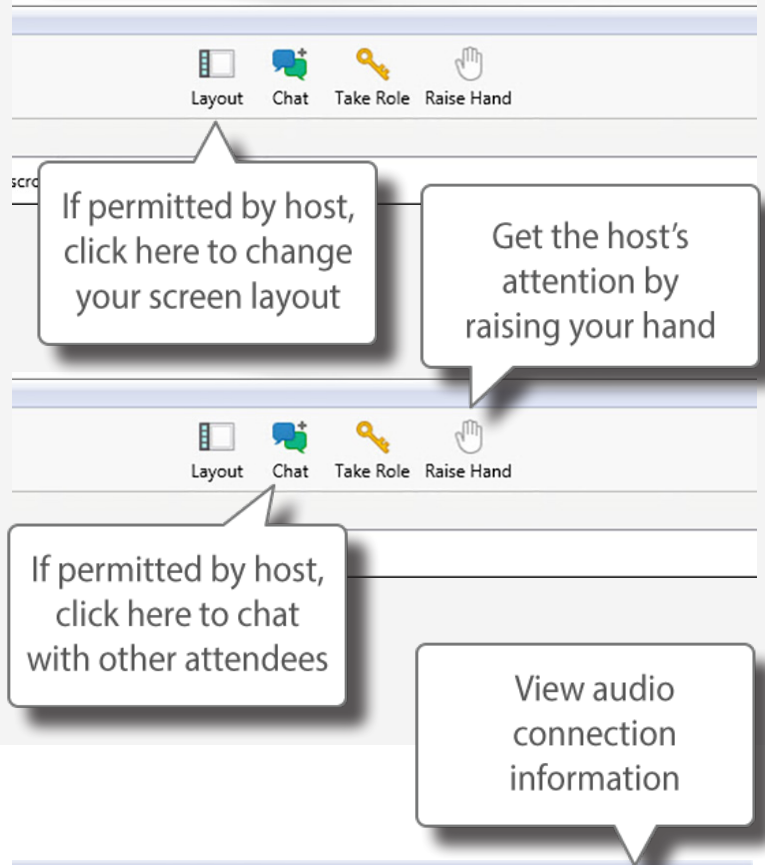 Layout Chat Take Role Raise Hand
scro
If permitted by host,
click here to change
your screen layout
Get the host's
attention by
raising your hand
Layout Chat Take Role Raise Hand
If permitted by host,
click here to chat
with other attendees
View audio
connection
information